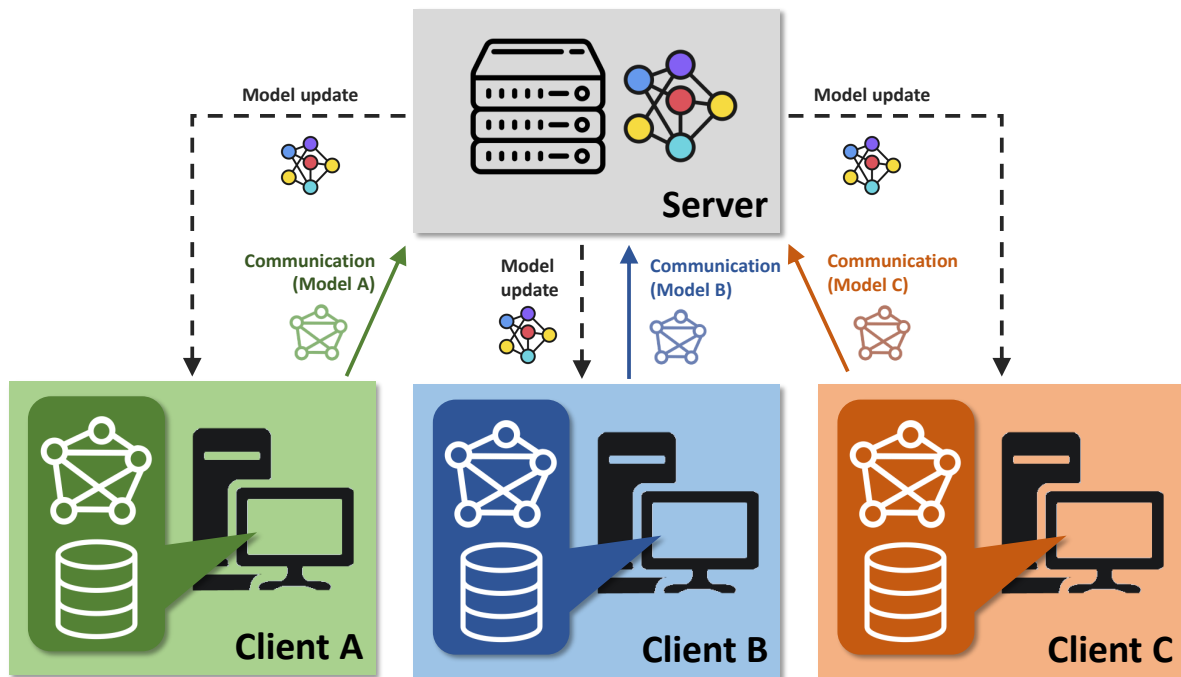 Model update
Model update
Server
Communication
(Model A)
Model
update
Communication
(Model B)
Communication
(Model C)
Client A
Client B
Client C